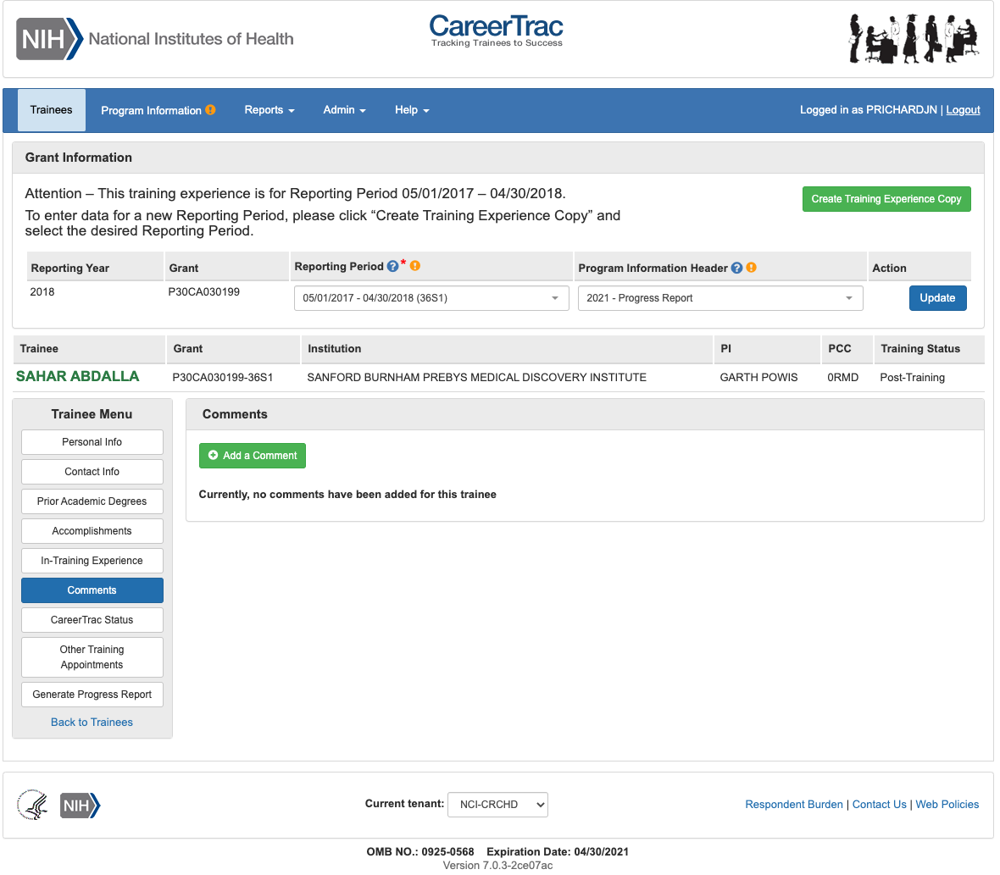 NIH National Institutes of Health
CareerTrac
Tracking Trainees to Success
Trainees Program Information Reports Admin Help Logged in as PRICHARDJN | Logout
Grant Information
Attention – This training experience is for Reporting Period 05/01/2017 – 04/30/2018.
To enter data for a new Reporting Period, please click “Create Training Experience Copy” and
select the desired Reporting Period.
Create Training Experience Copy
Reporting Year Grant Reporting Period ? * ! Program Information Header ? ! Action
2018 P30CA030199 05/01/2017 - 04/30/2018 (36S1) 2021 - Progress Report Update
Trainee Grant Institution PI PCC Training Status
SAHAR ABDALLA P30CA030199-36S1 SANFORD BURNHAM PREBYS MEDICAL DISCOVERY INSTITUTE GARTH POWIS 0RMD Post-Training
Trainee Menu
Personal Info
Contact Info
Prior Academic Degrees
Accomplishments
In-Training Experience
Comments
CareerTrac Status
Other Training
Appointments
Generate Progress Report
Back to Trainees
Comments
Add a Comment
Currently, no comments have been added for this trainee
NIH
Current tenant: NCI-CRCHD
Respondent Burden | Contact Us | Web Policies
OMB NO.: 0925-0568 Expiration Date: 04/30/2021
Version 7.0.3-2ce07ac